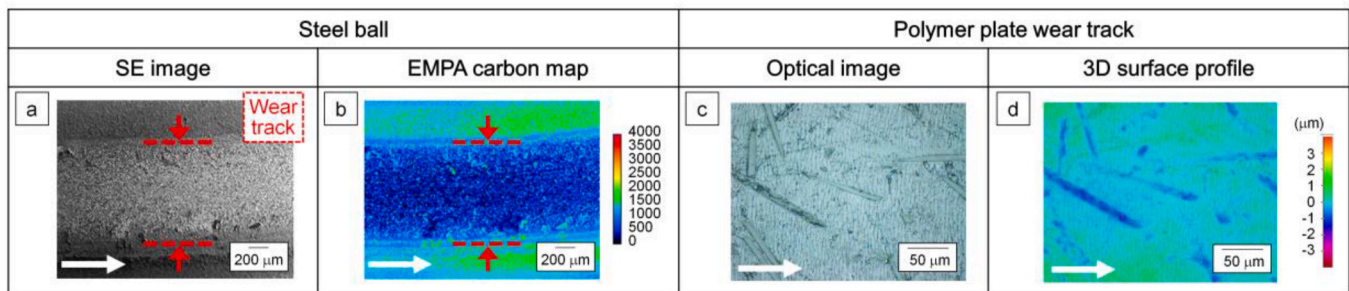 Steel ball
Polymer plate wear track
SE image
EMPA carbon map
Optical image
3D surface profile
a
Wear
track
200 μm
b
4000
3500
3000
2500
2000
1500
1000
500
0
200 μm
c
50 μm
d
(μm)
3
2
1
0
-1
-2
-3
50 μm